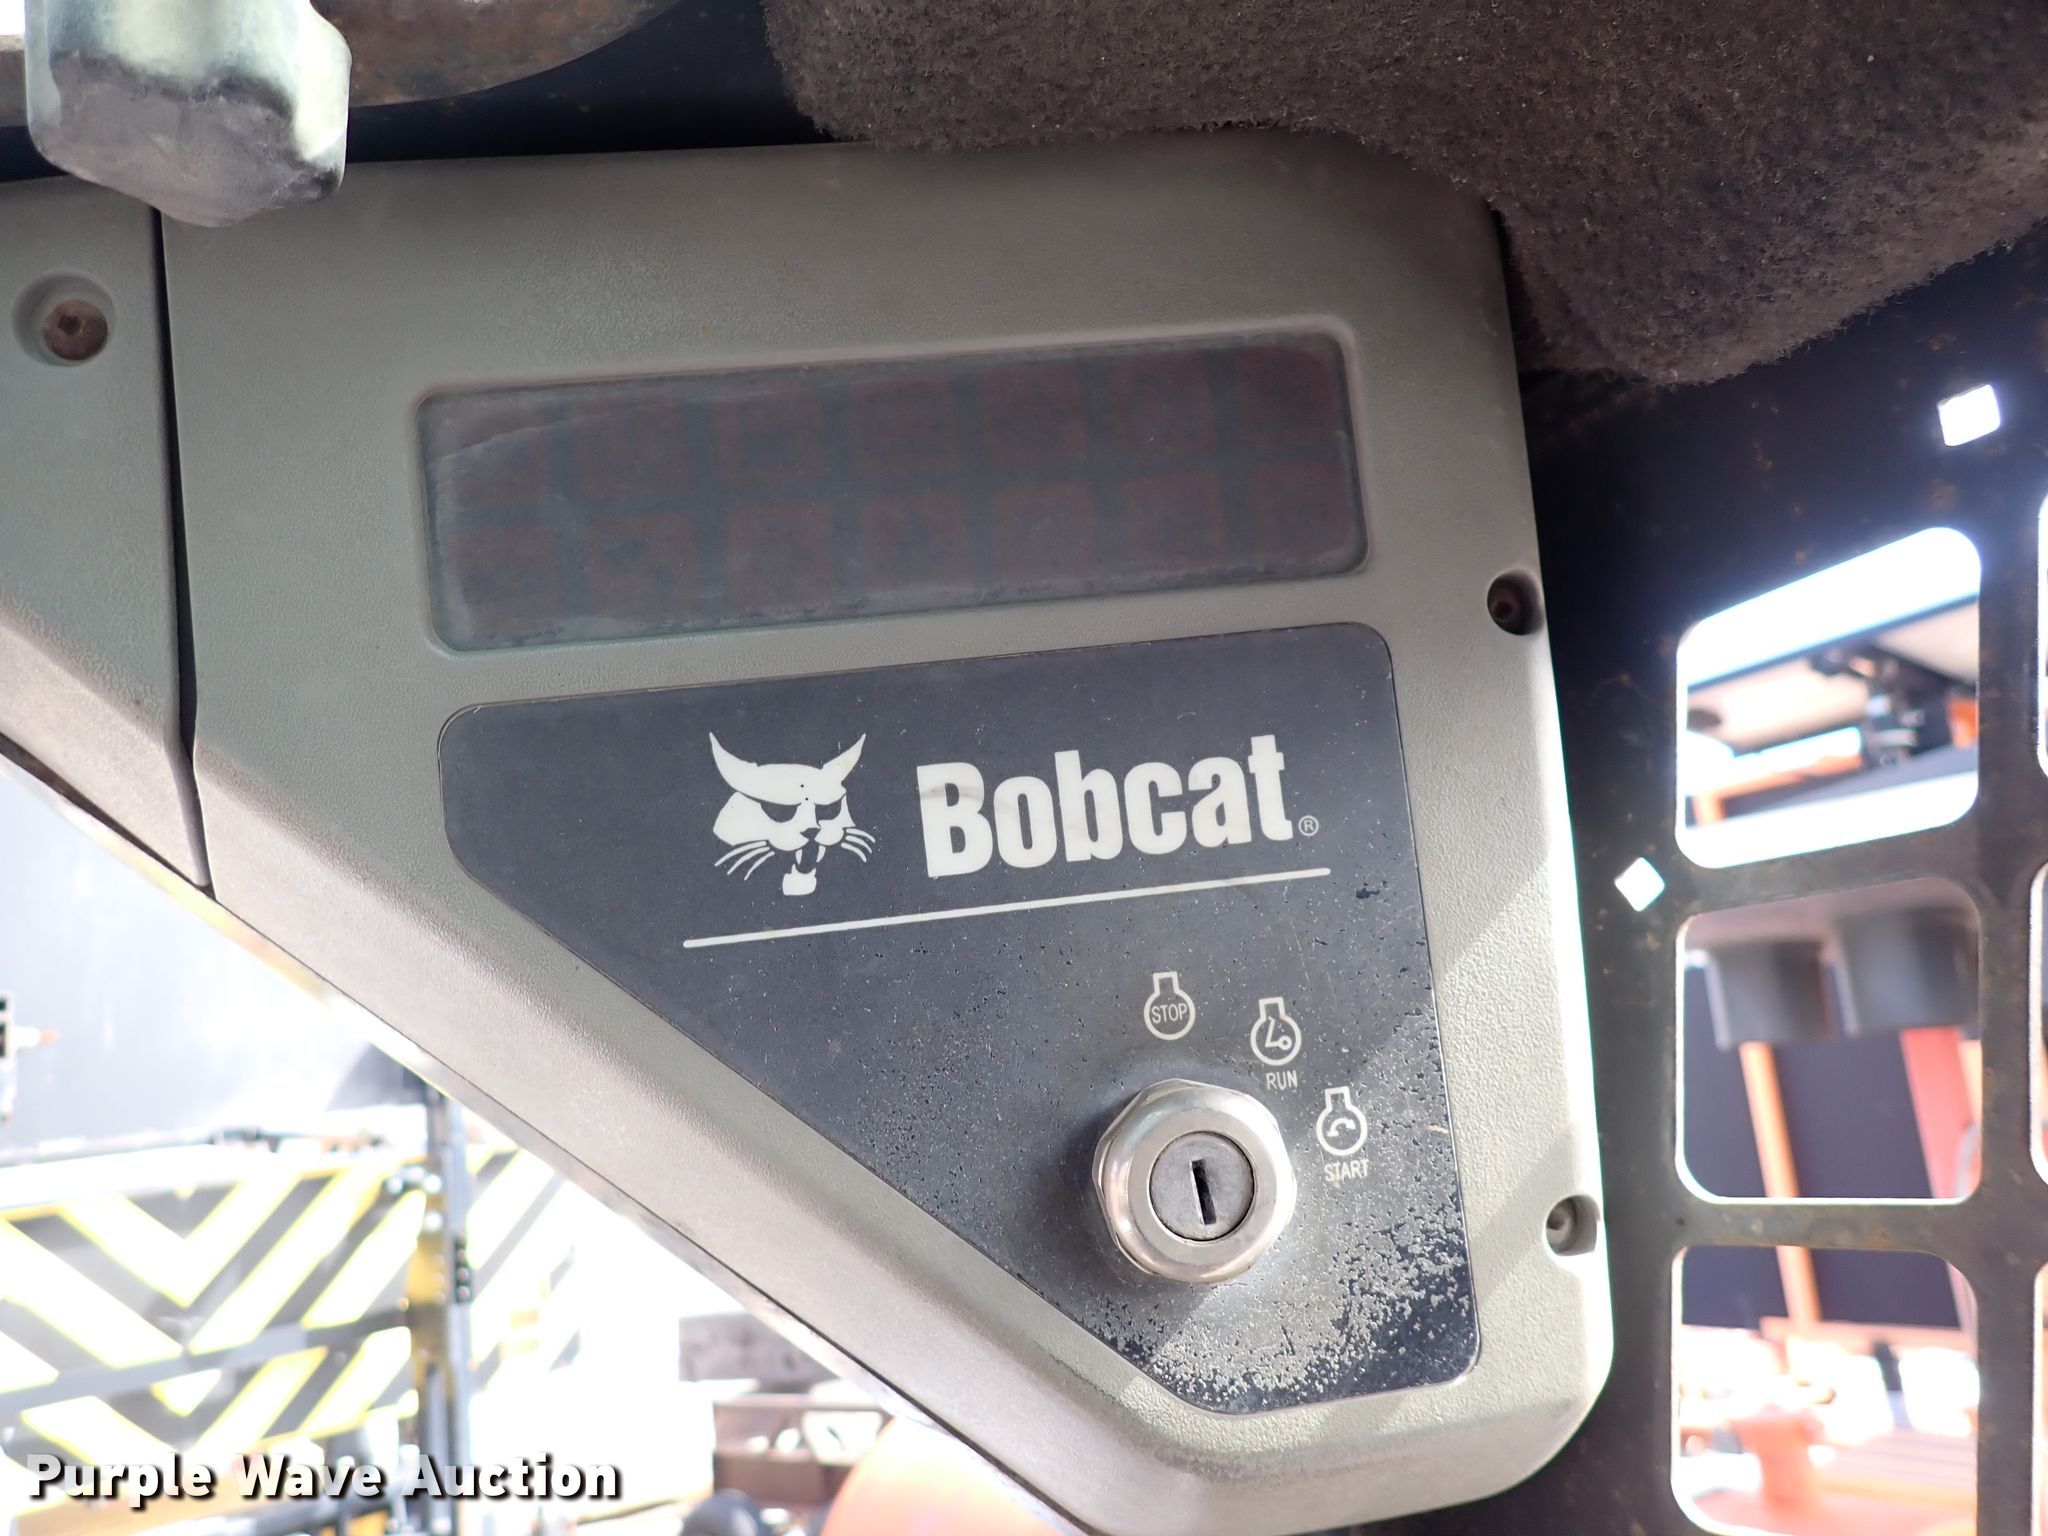 Bobcat®
STOP
RUN
START
Purple Wave Auction